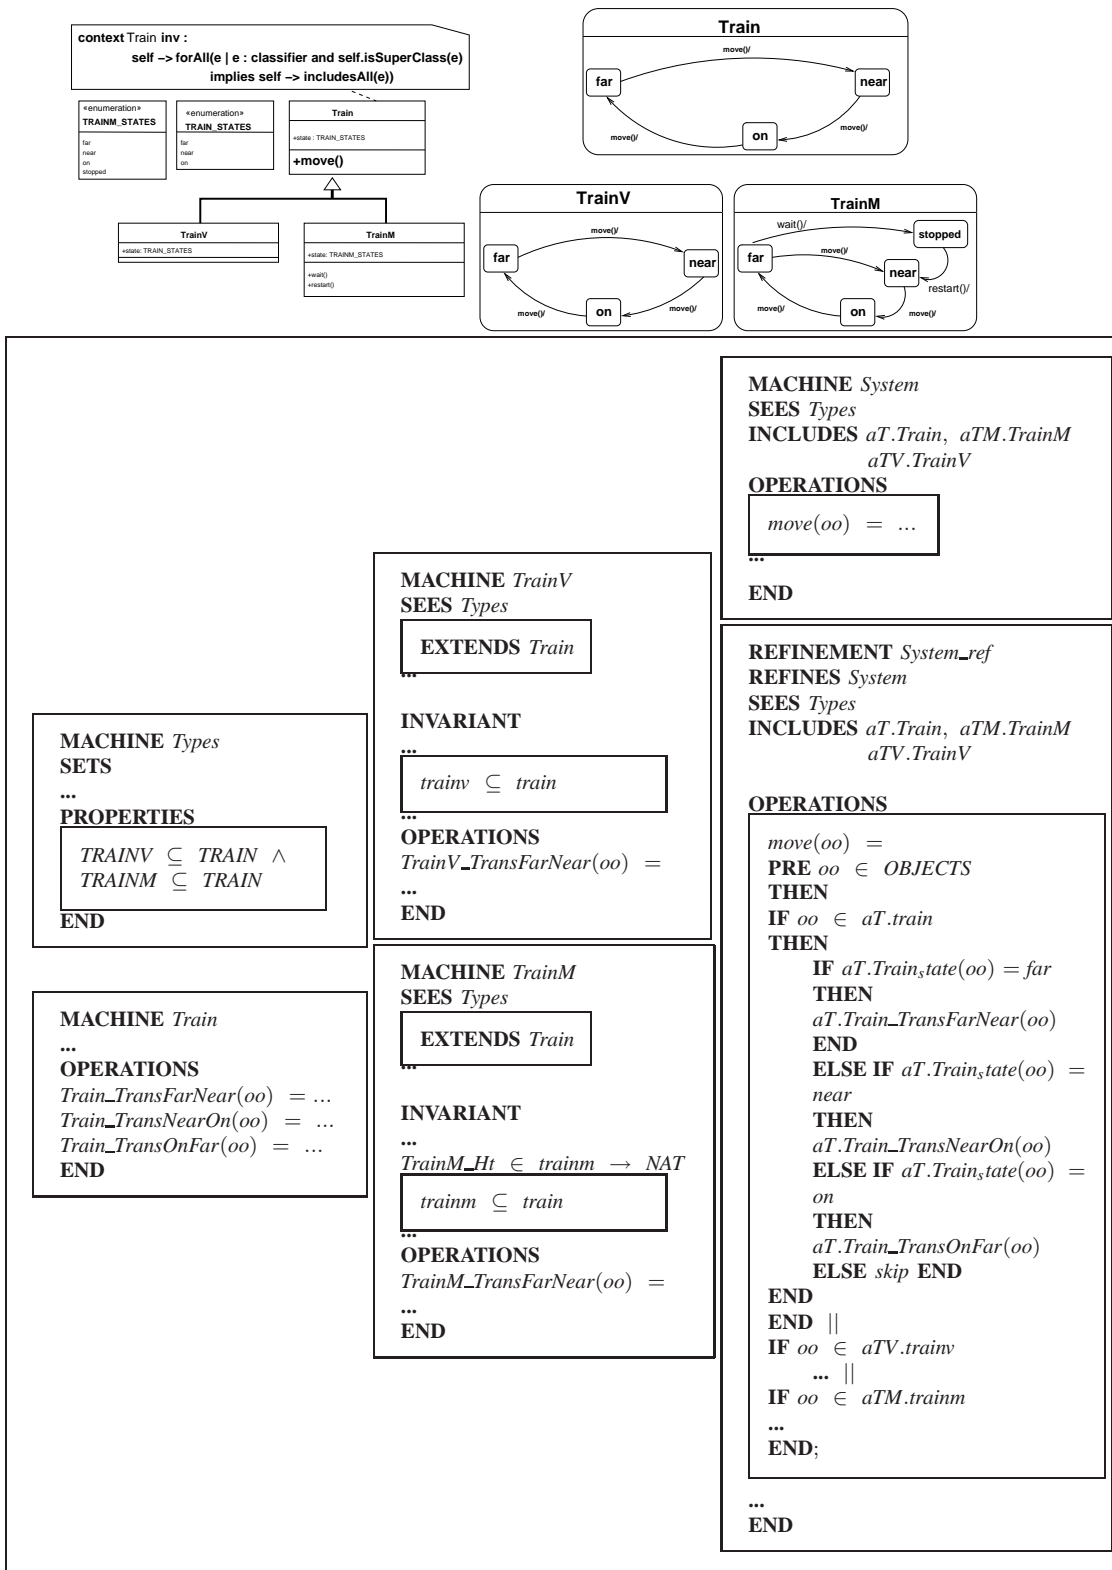 context Train inv :
self -> forAll(e | e : classifier and self.isSuperClass(e)
implies self -> includesAll(e))
«enumeration»
TRAINM_STATES
far
near
on
stopped
«enumeration»
TRAIN_STATES
far
near
on
Train
+state : TRAIN_STATES
+move()
TrainV
+state: TRAIN_STATES
TrainM
+state: TRAINM_STATES
+wait()
+restart()
Train
move()/
far
near
move()/
on
move()/
TrainV
move()/
far
near
on
move()/
move()/
TrainM
wait()/
stopped
move()/
far
near
restart()/
on
move()/
move()/
MACHINE Types
SETS
...
PROPERTIES
TRAINV ⊆ TRAIN ∧
TRAINM ⊆ TRAIN
END
MACHINE Train
...
OPERATIONS
Train_TransFarNear(oo) = ...
Train_TransNearOn(oo) = ...
Train_TransOnFar(oo) = ...
END
MACHINE TrainV
SEES Types
EXTENDS Train
...
INVARIANT
...
trainv ⊆ train
...
OPERATIONS
TrainV_TransFarNear(oo) =
...
END
MACHINE TrainM
SEES Types
EXTENDS Train
...
INVARIANT
...
TrainM_Ht ∈ trainm → NAT
trainm ⊆ train
...
OPERATIONS
TrainM_TransFarNear(oo) =
...
END
MACHINE System
SEES Types
INCLUDES aT.Train, aTM.TrainM
aTV.TrainV
OPERATIONS
move(oo) = ...
...
END
REFINEMENT System_ref
REFINES System
SEES Types
INCLUDES aT.Train, aTM.TrainM
aTV.TrainV
OPERATIONS
move(oo) =
PRE oo ∈ OBJECTS
THEN
IF oo ∈ aT.train
THEN
IF aT.Trainₛtate(oo) = far
THEN
aT.Train_TransFarNear(oo)
END
ELSE IF aT.Trainₛtate(oo) =
near
THEN
aT.Train_TransNearOn(oo)
ELSE IF aT.Trainₛtate(oo) =
on
THEN
aT.Train_TransOnFar(oo)
ELSE skip END
END
END ||
IF oo ∈ aTV.trainv
... ||
IF oo ∈ aTM.trainm
...
END;
...
END